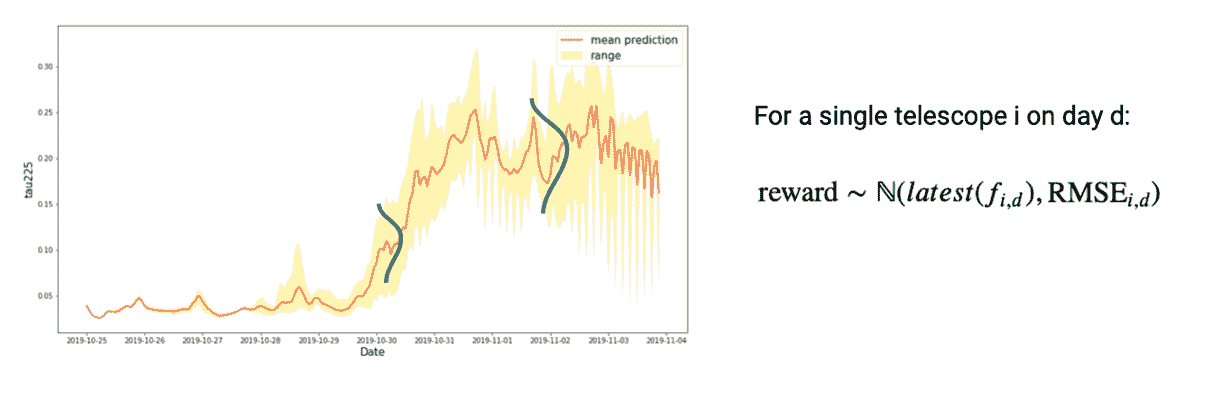 mean prediction
range
0.30
0.25
0.20
0.15
0.10
0.05
tau225
2019-10-25 2019-10-26 2019-10-27 2019-10-28 2019-10-29 2019-10-30 2019-10-31 2019-11-01 2019-11-02 2019-11-03 2019-11-04
Date
For a single telescope i on day d:
reward ∼ ℕ(latest(f_{i,d}), RMSE_{i,d})